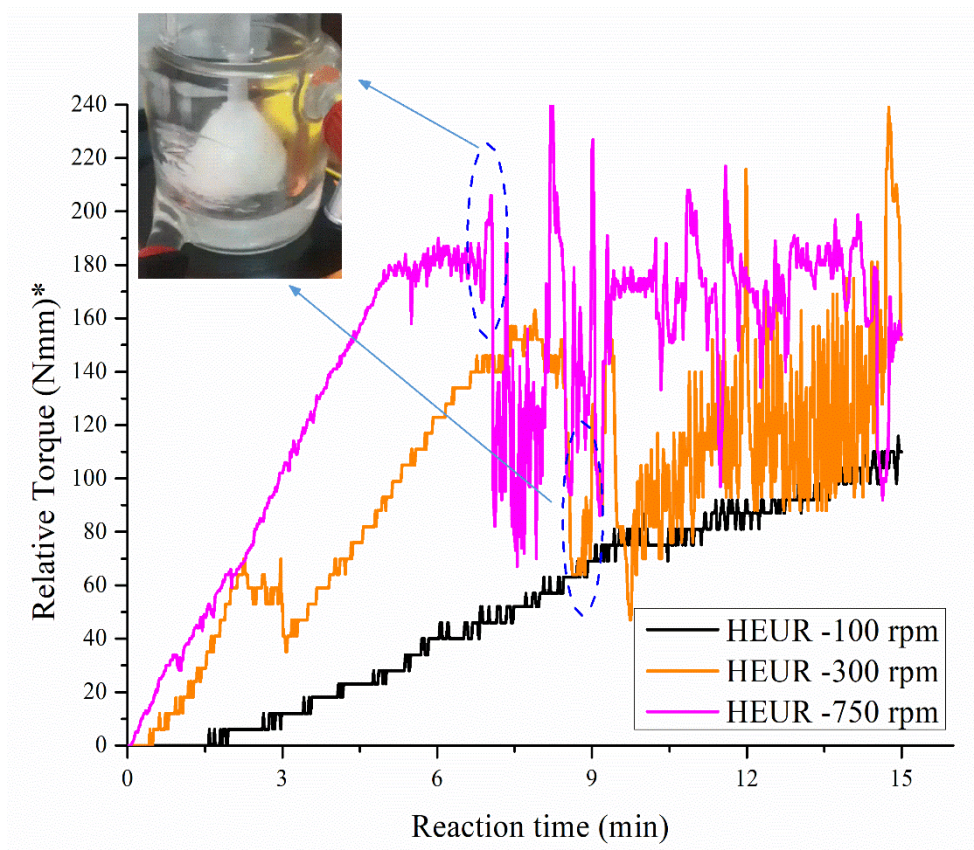 240
220
200
180
160
140
120
100
80
60
40
20
0
Relative Torque (Nmm)*
HEUR -100 rpm
HEUR -300 rpm
HEUR -750 rpm
0 3 6 9 12 15
Reaction time (min)